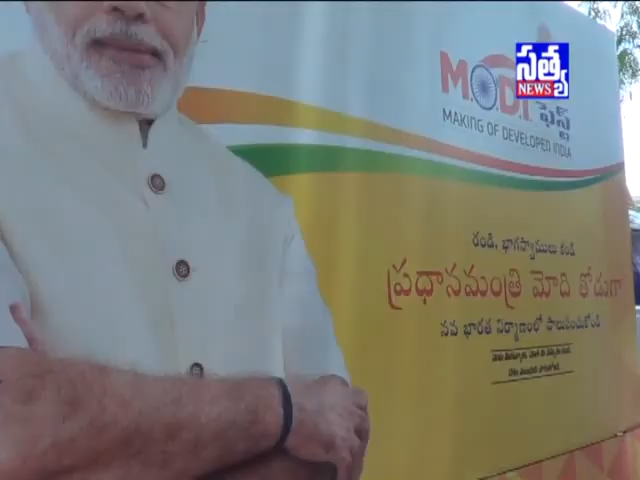 సత్య
NEWS
M.O.D.I ఫెస్ట్
MAKING OF DEVELOPED INDIA
రండి, భాగస్వాములు కండి
ప్రధానమంత్రి మోది తోడుగా
నవ భారత నిర్మాణంలో పాలుపంచుకోండి